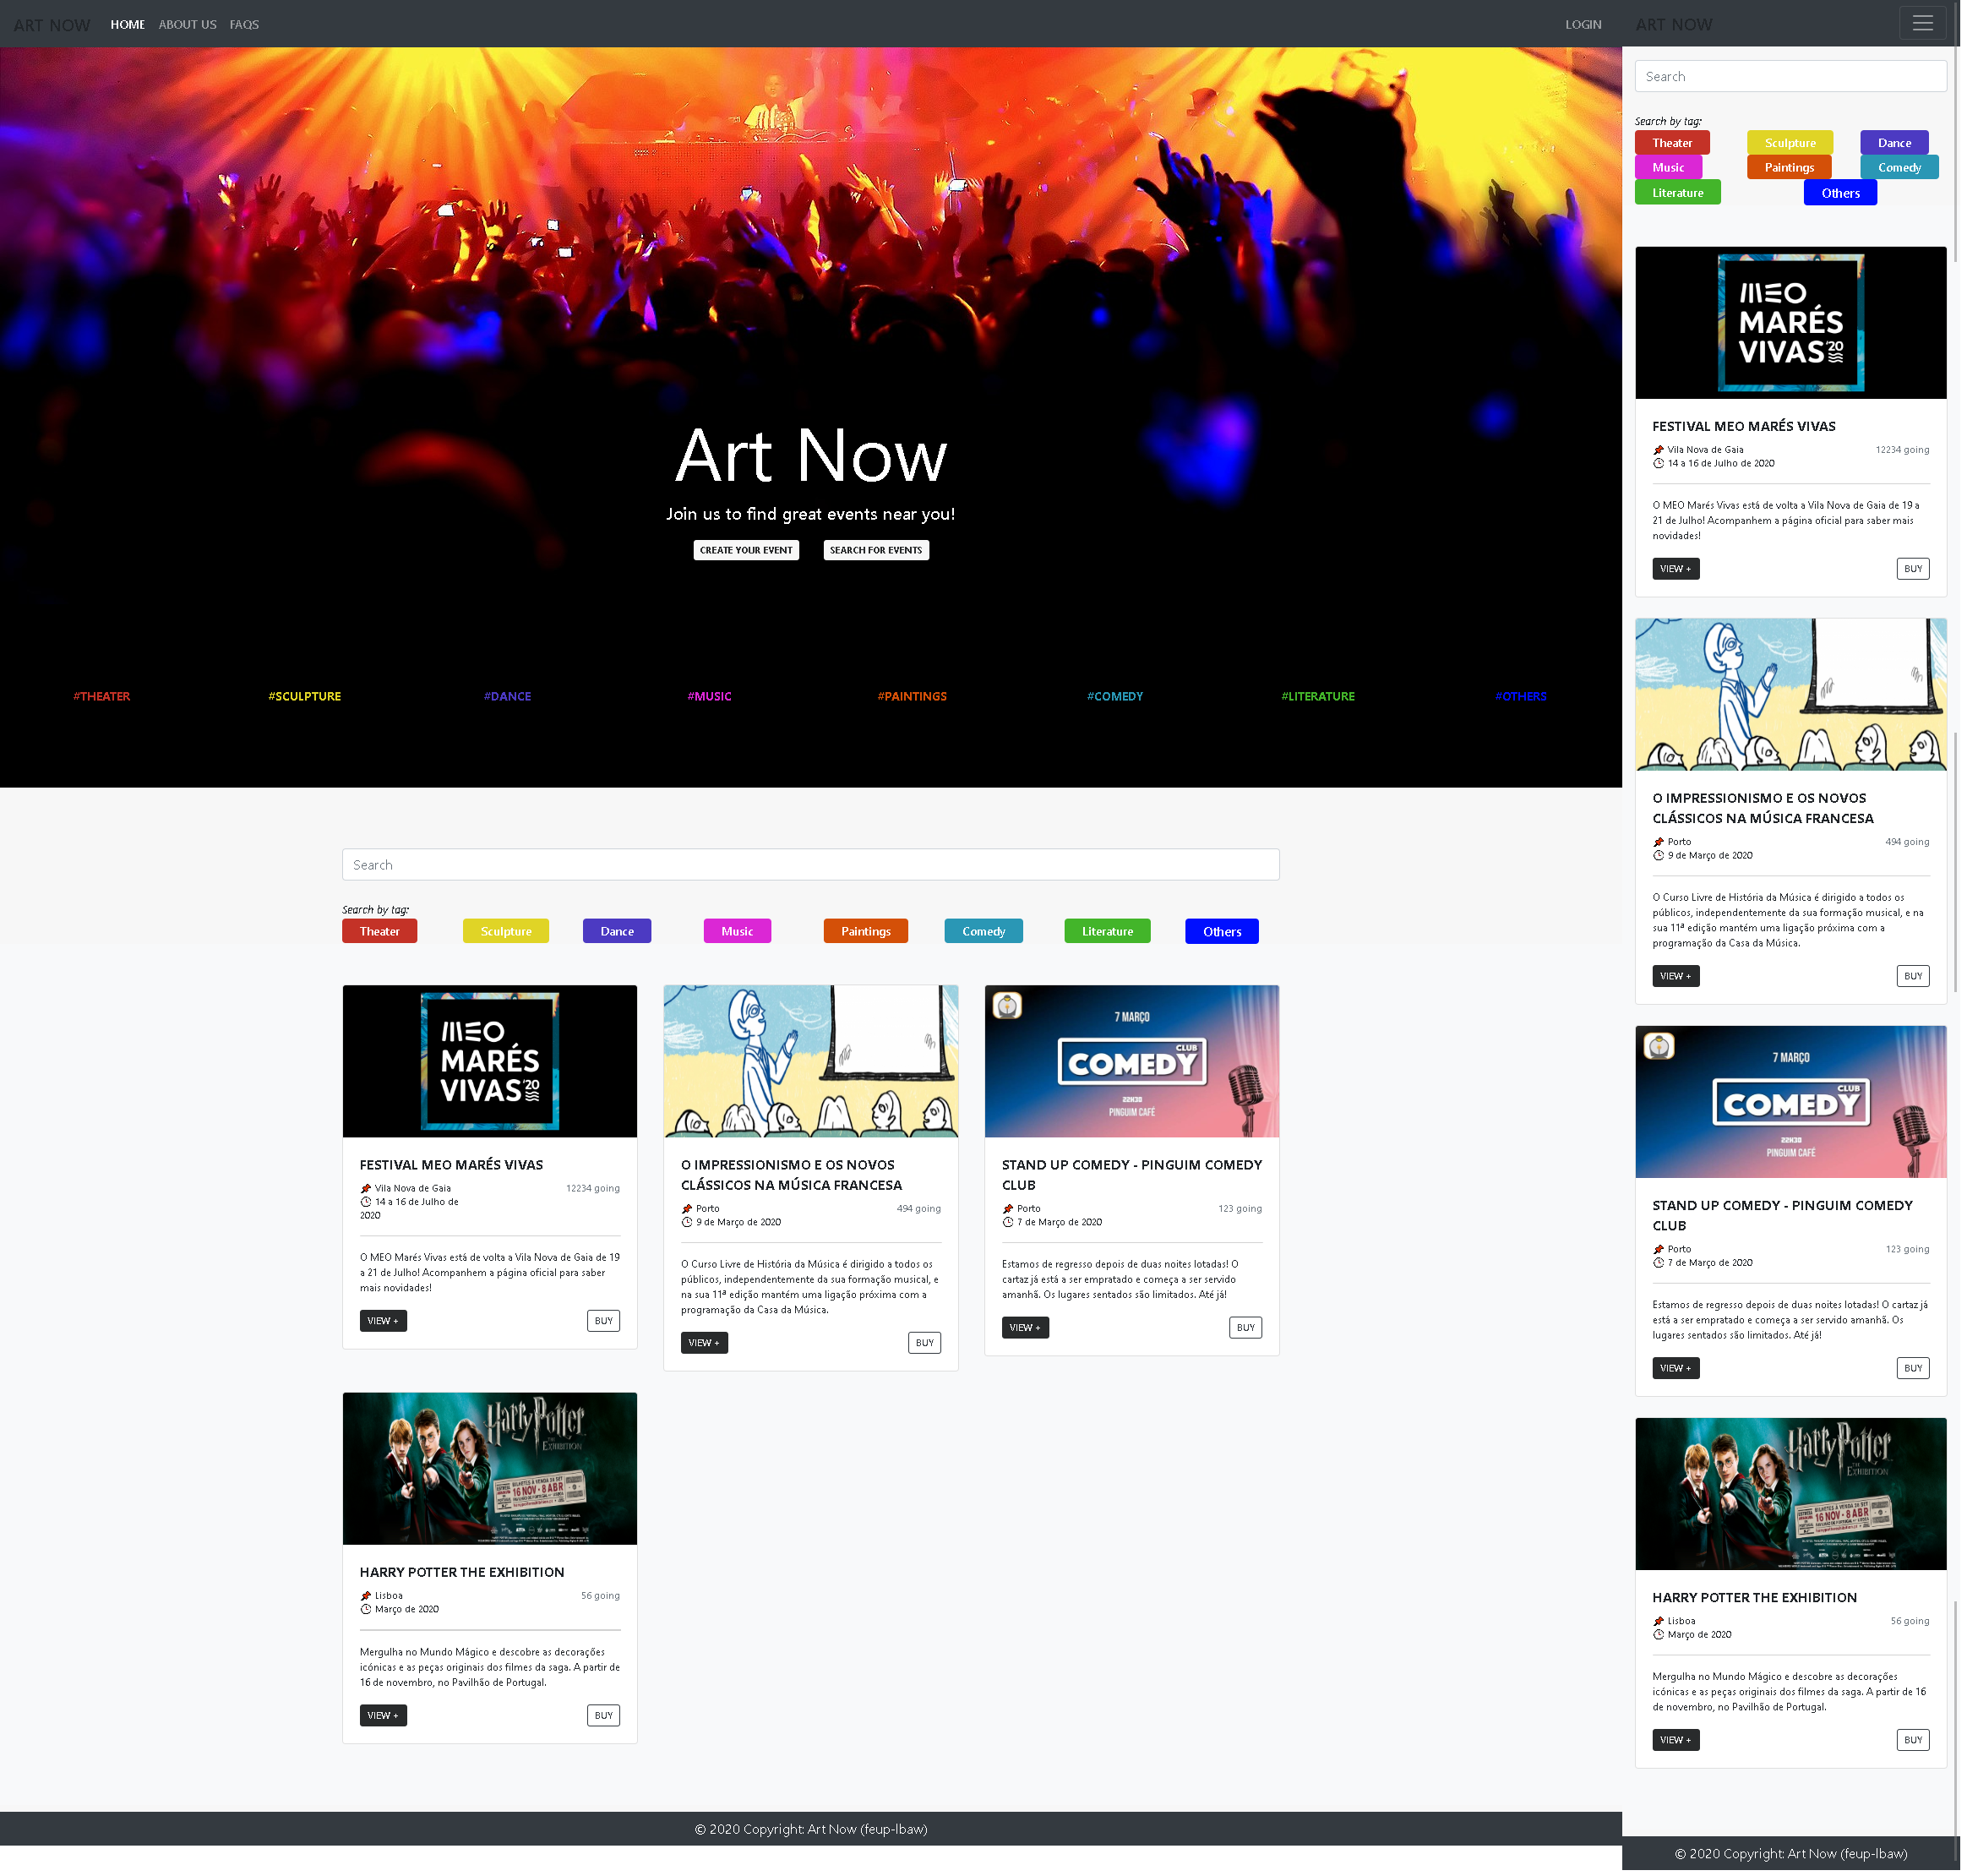 ART NOW HOME ABOUT US FAQS LOGIN
Art Now
Join us to find great events near you!
CREATE YOUR EVENT SEARCH FOR EVENTS
#THEATER #SCULPTURE #DANCE #MUSIC #PAINTINGS #COMEDY #LITERATURE #OTHERS
Search
Search by tag:
Theater Sculpture Dance Music Paintings Comedy Literature Others
MEO
MARÉS
VIVAS '20
FESTIVAL MEO MARÉS VIVAS
Vila Nova de Gaia 12234 going
14 a 16 de Julho de
2020
O MEO Marés Vivas está de volta a Vila Nova de Gaia de 19
a 21 de Julho! Acompanhem a página oficial para saber
mais novidades!
VIEW + BUY
O IMPRESSIONISMO E OS NOVOS
CLÁSSICOS NA MÚSICA FRANCESA
Porto 494 going
9 de Março de 2020
O Curso Livre de História da Música é dirigido a todos os
públicos, independentemente da sua formação musical, e
na sua 11ª edição mantém uma ligação próxima com a
programação da Casa da Música.
VIEW + BUY
7 MARÇO
COMEDY CLUB
22H30
PINGUIM CAFÉ
STAND UP COMEDY - PINGUIM COMEDY
CLUB
Porto 123 going
7 de Março de 2020
Estamos de regresso depois de duas noites lotadas! O
cartaz já está a ser empratado e começa a ser servido
amanhã. Os lugares sentados são limitados. Até já!
VIEW + BUY
Harry Potter
THE EXHIBITION
16 NOV - 8 ABR
HARRY POTTER THE EXHIBITION
Lisboa 56 going
Março de 2020
Mergulha no Mundo Mágico e descobre as decorações
icónicas e as peças originais dos filmes da saga. A partir de
16 de novembro, no Pavilhão de Portugal.
VIEW + BUY
© 2020 Copyright: Art Now (feup-lbaw)
ART NOW
Search
Search by tag:
Theater Sculpture Dance
Music Paintings Comedy
Literature Others
MEO
MARÉS
VIVAS '20
FESTIVAL MEO MARÉS VIVAS
Vila Nova de Gaia 12234 going
14 a 16 de Julho de 2020
O MEO Marés Vivas está de volta a Vila Nova de Gaia de 19 a
21 de Julho! Acompanhem a página oficial para saber mais
novidades!
VIEW + BUY
O IMPRESSIONISMO E OS NOVOS
CLÁSSICOS NA MÚSICA FRANCESA
Porto 494 going
9 de Março de 2020
O Curso Livre de História da Música é dirigido a todos os
públicos, independentemente da sua formação musical, e na
sua 11ª edição mantém uma ligação próxima com a
programação da Casa da Música.
VIEW + BUY
7 MARÇO
COMEDY CLUB
22H30
PINGUIM CAFÉ
STAND UP COMEDY - PINGUIM COMEDY
CLUB
Porto 123 going
7 de Março de 2020
Estamos de regresso depois de duas noites lotadas! O cartaz já
está a ser empratado e começa a ser servido amanhã. Os
lugares sentados são limitados. Até já!
VIEW + BUY
Harry Potter
THE EXHIBITION
16 NOV - 8 ABR
HARRY POTTER THE EXHIBITION
Lisboa 56 going
Março de 2020
Mergulha no Mundo Mágico e descobre as decorações
icónicas e as peças originais dos filmes da saga. A partir de 16
de novembro, no Pavilhão de Portugal.
VIEW + BUY
© 2020 Copyright: Art Now (feup-lbaw)